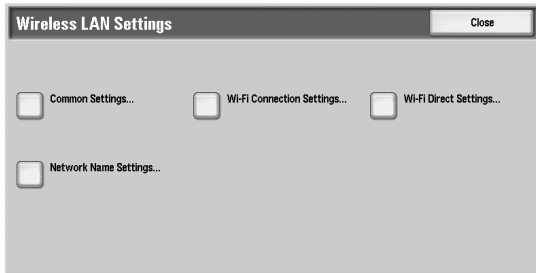 Wireless LAN Settings
Close
Common Settings...
Wi-Fi Connection Settings...
Wi-Fi Direct Settings...
Network Name Settings...